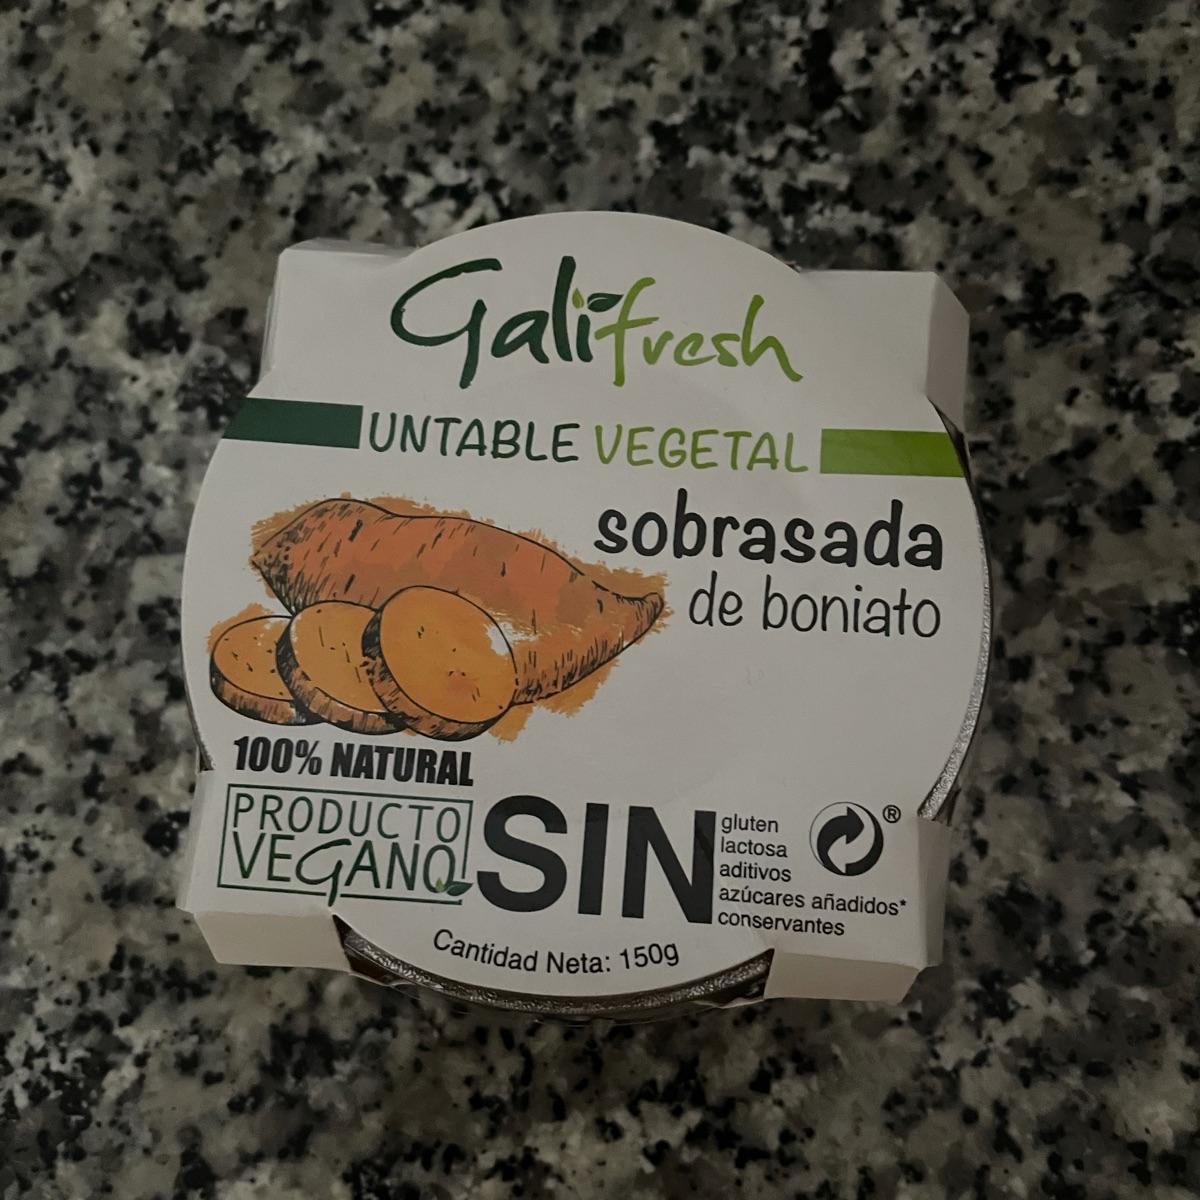 Galifresh
UNTABLE VEGETAL
sobrasada
de boniato
100% NATURAL
PRODUCTO
VEGANO
SIN
gluten
lactosa
aditivos
azúcares añadidos*
conservantes
®
Cantidad Neta: 150g